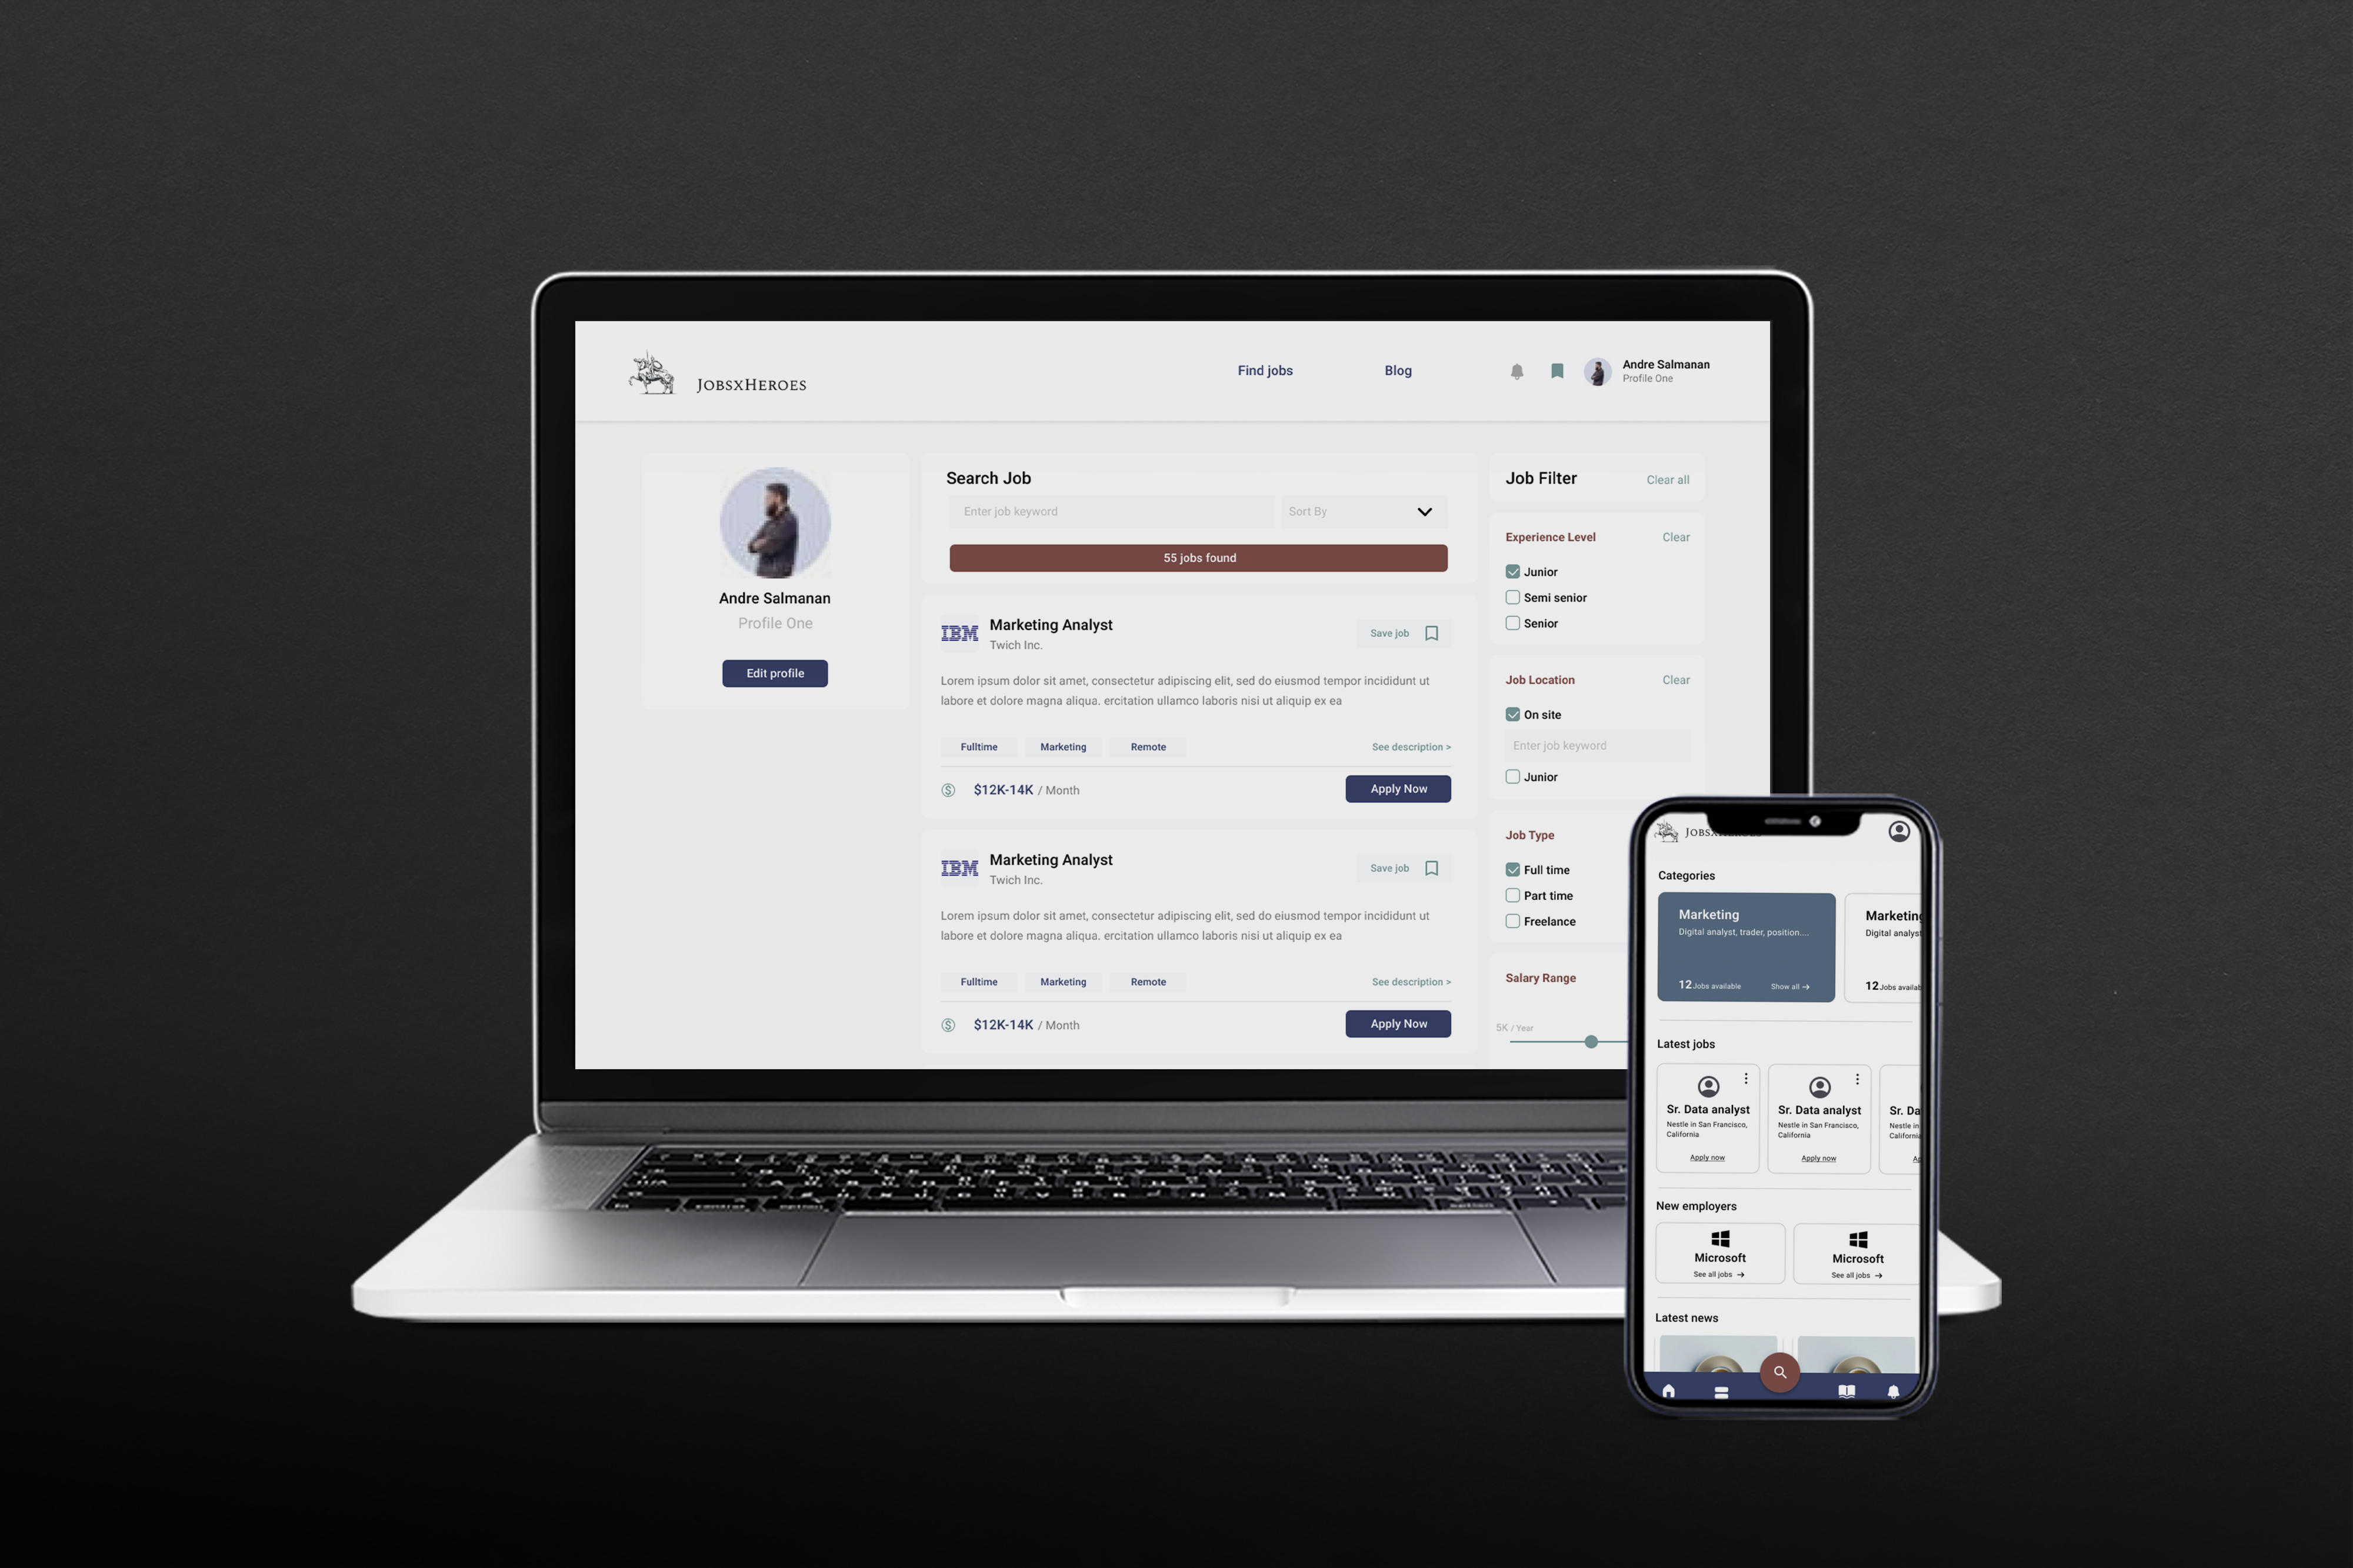 JobsxHeroes
Find jobs
Blog
Andre Salmanan
Profile One
Andre Salmanan
Profile One
Edit profile
Search Job
Enter job keyword
Sort By
55 jobs found
IBM
Marketing Analyst
Twich Inc.
Save job
Lorem ipsum dolor sit amet, consectetur adipiscing elit, sed do eiusmod tempor incididunt ut
labore et dolore magna aliqua. ercitation ullamco laboris nisi ut aliquip ex ea
Fulltime Marketing Remote
See description >
$12K-14K / Month
Apply Now
IBM
Marketing Analyst
Twich Inc.
Save job
Lorem ipsum dolor sit amet, consectetur adipiscing elit, sed do eiusmod tempor incididunt ut
labore et dolore magna aliqua. ercitation ullamco laboris nisi ut aliquip ex ea
Fulltime Marketing Remote
See description >
$12K-14K / Month
Apply Now
Job Filter
Clear all
Experience Level
Clear
Junior
Semi senior
Senior
Job Location
Clear
On site
Enter job keyword
Junior
Job Type
Full time
Part time
Freelance
Salary Range
5K / Year
Categories
Marketing
Digital analyst, trader, position....
12 Jobs available
Show all →
Marketing
Digital analyst
12 Jobs availab
Latest jobs
Sr. Data analyst
Nestle in San Francisco,
California
Apply now
Sr. Data analyst
Nestle in San Francisco,
California
Apply now
Sr. Da
Nestle in
California
Ap
New employers
Microsoft
See all jobs →
Microsoft
See all jobs →
Latest news